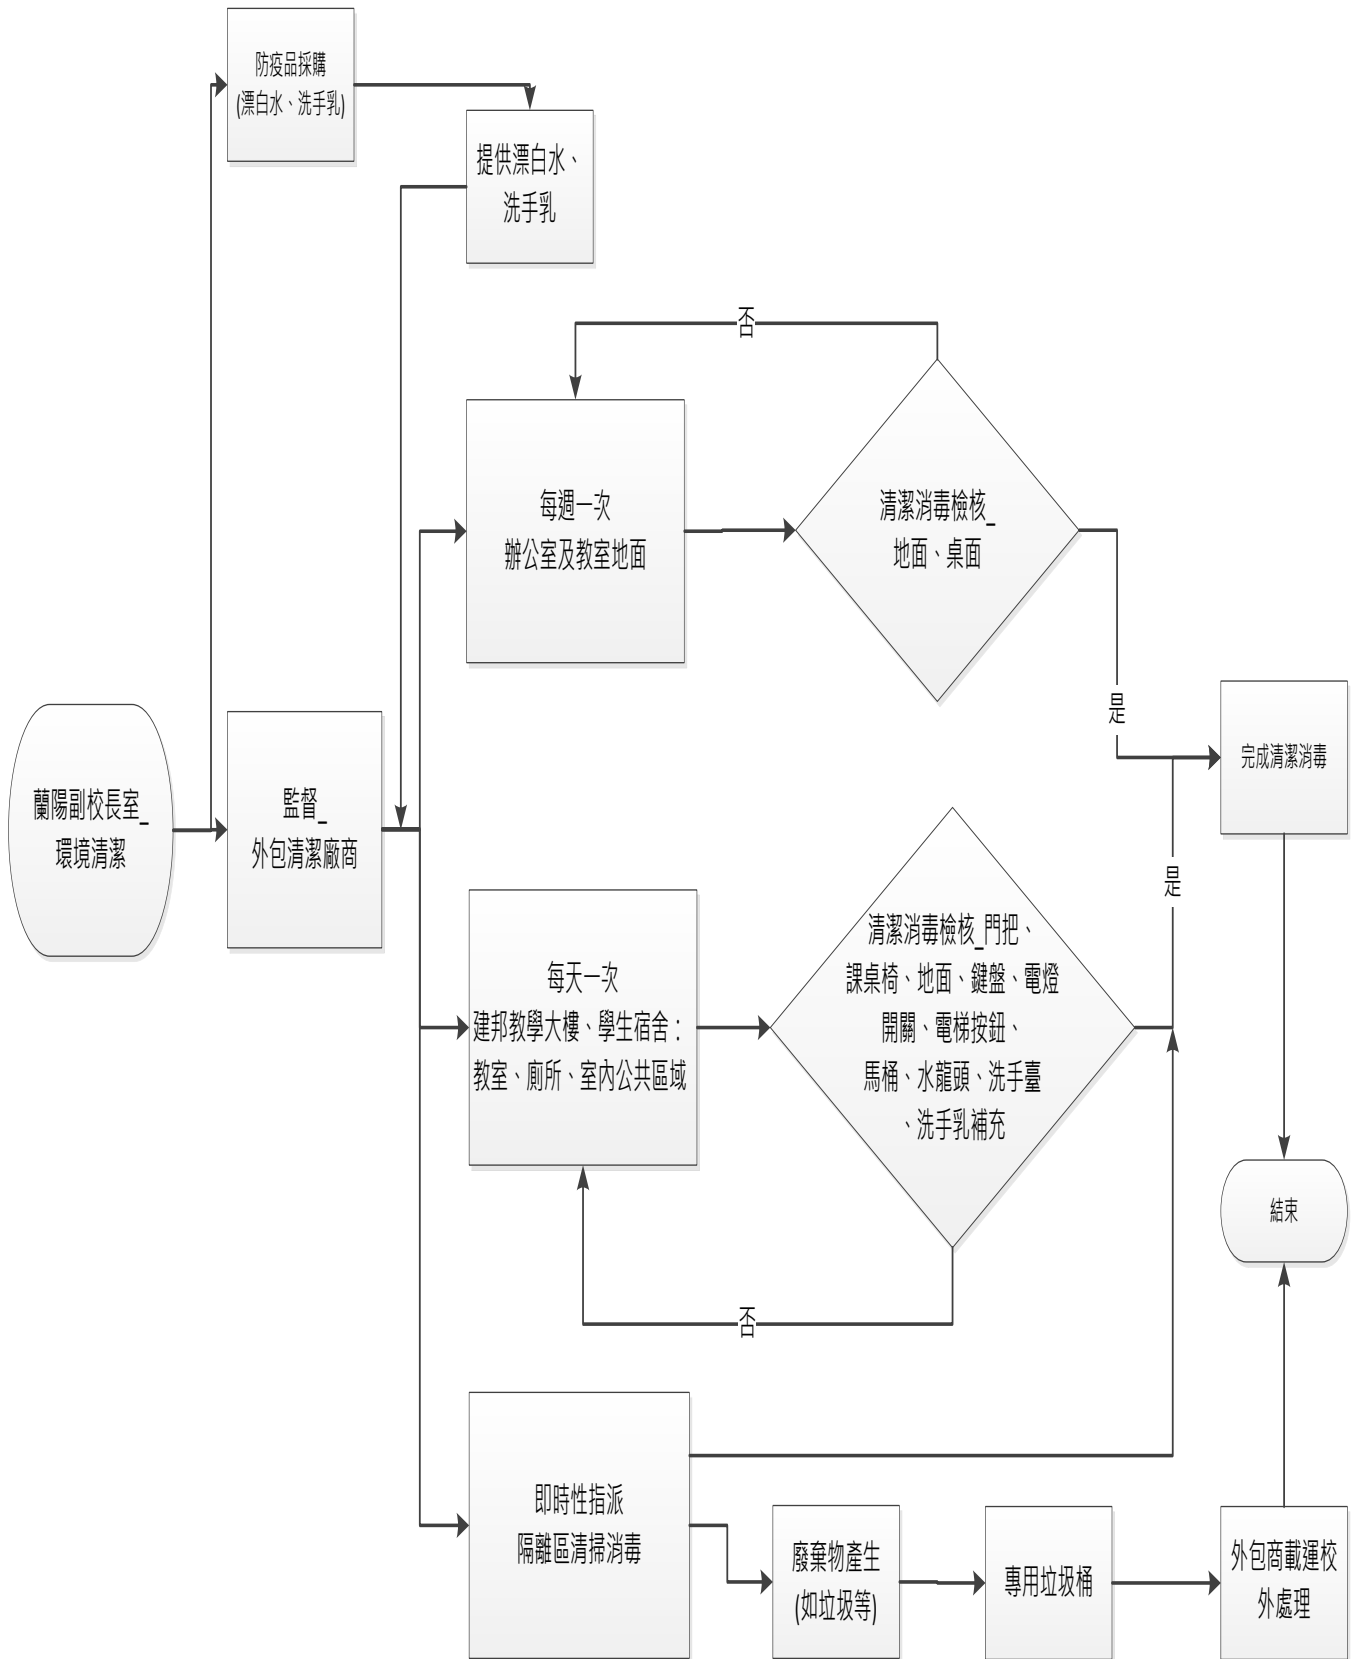 防疫品採購
(漂白水、洗手乳)
提供漂白水、
洗手乳
否
每週一次
辦公室及教室地面
清潔消毒檢核_
地面、桌面
是
完成清潔消毒
蘭陽副校長室_
環境清潔
監督_
外包清潔廠商
是
每天一次
建邦教學大樓、學生宿舍：
教室、廁所、室內公共區域
清潔消毒檢核_門把、
課桌椅、地面、鍵盤、電燈
開關、電梯按鈕、
馬桶、水龍頭、洗手臺
、洗手乳補充
結束
否
即時性指派
隔離區清掃消毒
廢棄物產生
(如垃圾等)
專用垃圾桶
外包商載運校
外處理